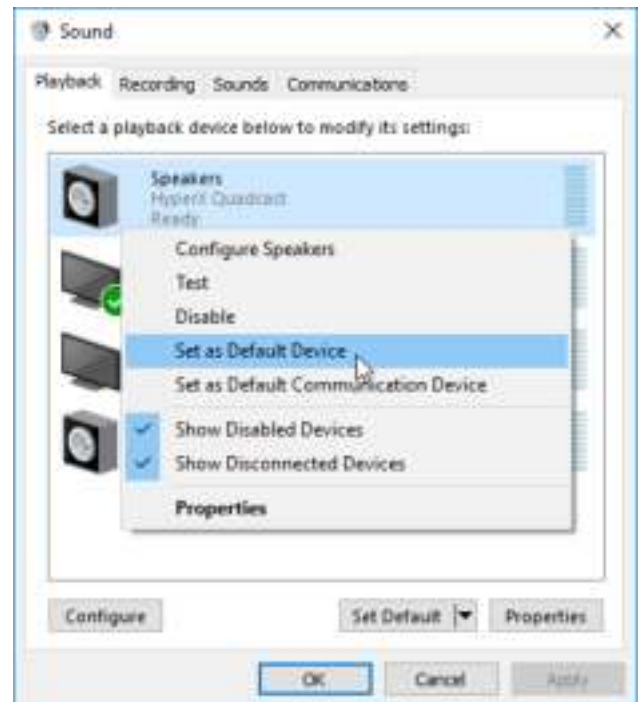 Sound
Playback Recording Sounds Communications
Select a playback device below to modify its settings:
Speakers
HyperX Quadcast
Ready
Configure Speakers
Test
Disable
Set as Default Device
Set as Default Communication Device
Show Disabled Devices
Show Disconnected Devices
Properties
Configure Set Default Properties
OK Cancel Apply